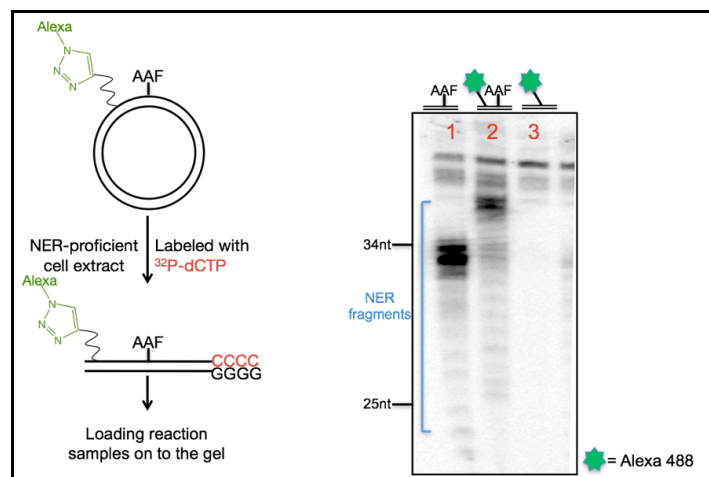 Alexa
N
N
N
AAF
NER-proficient
cell extract
Labeled with
32P-dCTP
Alexa
N
N
N
AAF
CCCC
GGGG
Loading reaction
samples on to the gel
AAF
AAF
1
2
3
34nt
NER
fragments
25nt
= Alexa 488